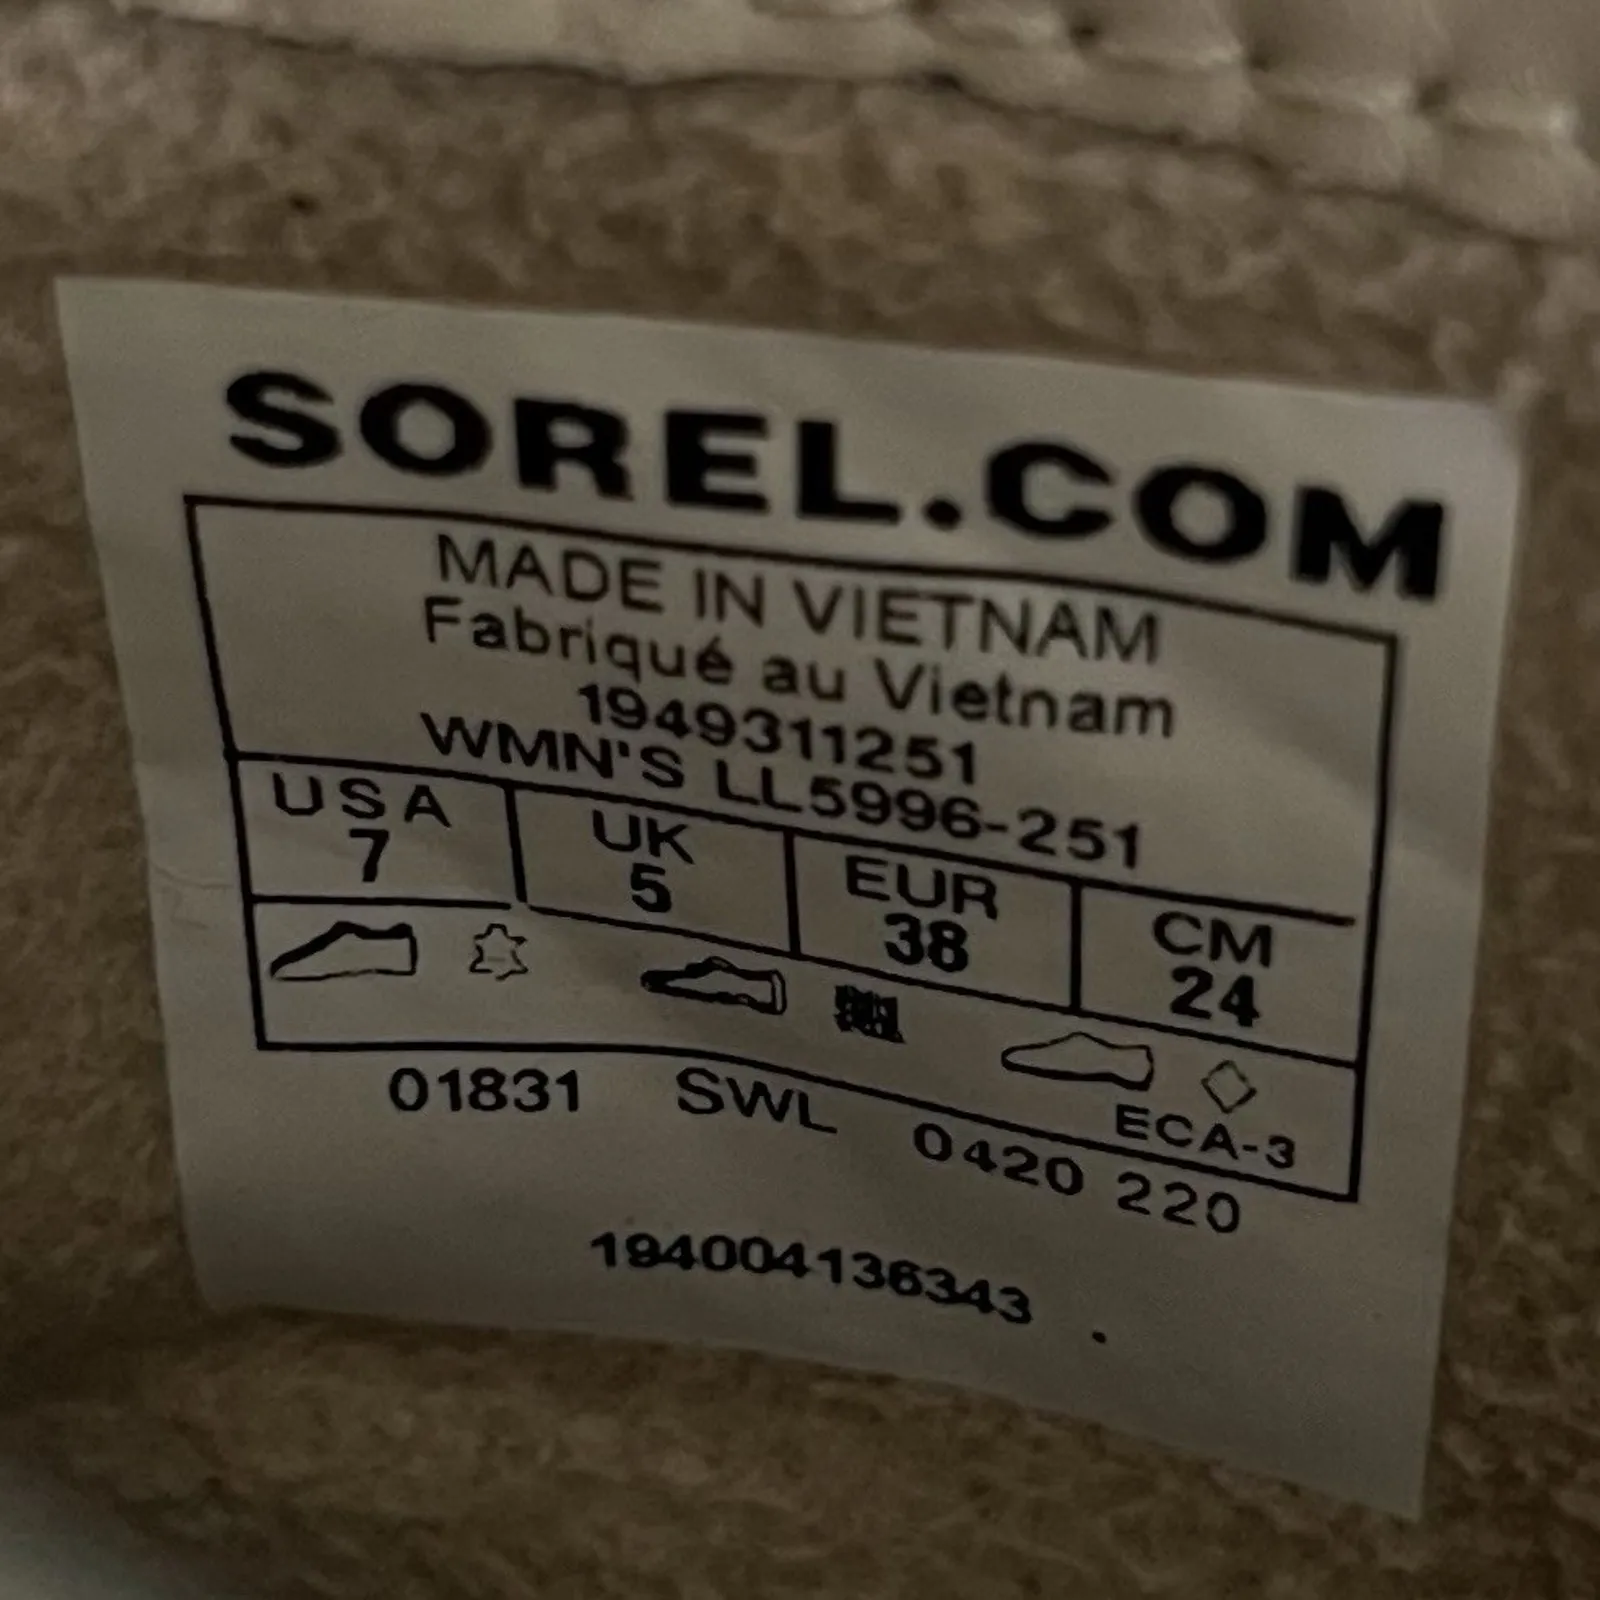 SOREL.COM
MADE IN VIETNAM
Fabriqué au Vietnam
1949311251
WMN'S LL5996-251
USA UK EUR CM
7 5 38 24
ECA-3
01831 SWL 0420 220
194004136343